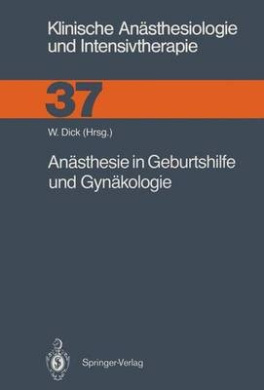 Klinische Anästhesiologie
und Intensivtherapie
37
W. Dick (Hrsg.)
Anästhesie in Geburtshilfe
und Gynäkologie
Springer-Verlag